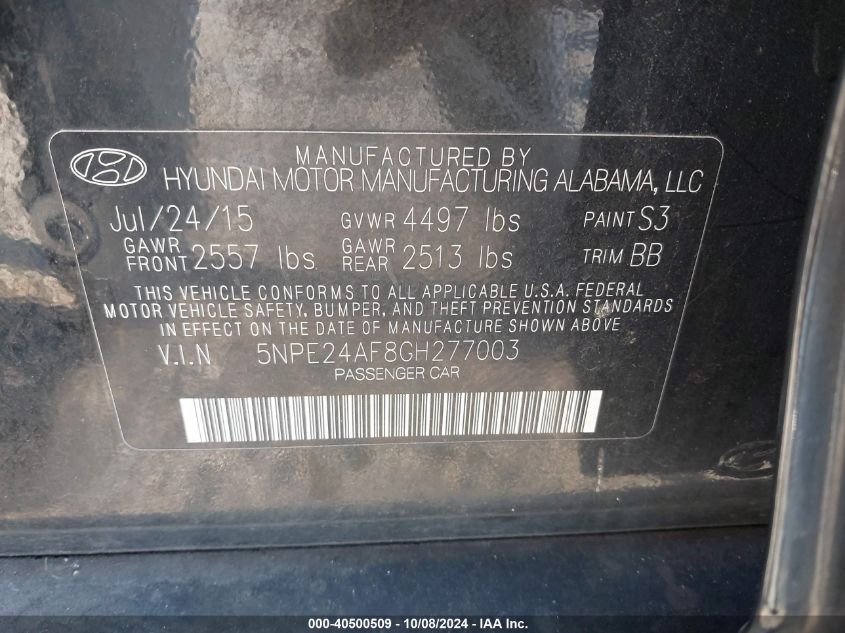 MANUFACTURED BY
HYUNDAI MOTOR MANUFACTURING ALABAMA, LLC
Jul/24/15 GVWR 4497 lbs PAINT S3
GAWR FRONT 2557 lbs GAWR REAR 2513 lbs TRIM BB
THIS VEHICLE CONFORMS TO ALL APPLICABLE U.S.A. FEDERAL
MOTOR VEHICLE SAFETY, BUMPER, AND THEFT PREVENTION STANDARDS
IN EFFECT ON THE DATE OF MANUFACTURE SHOWN ABOVE
V.I.N 5NPE24AF8GH277003
PASSENGER CAR
000-40500509 - 10/08/2024 - IAA Inc.